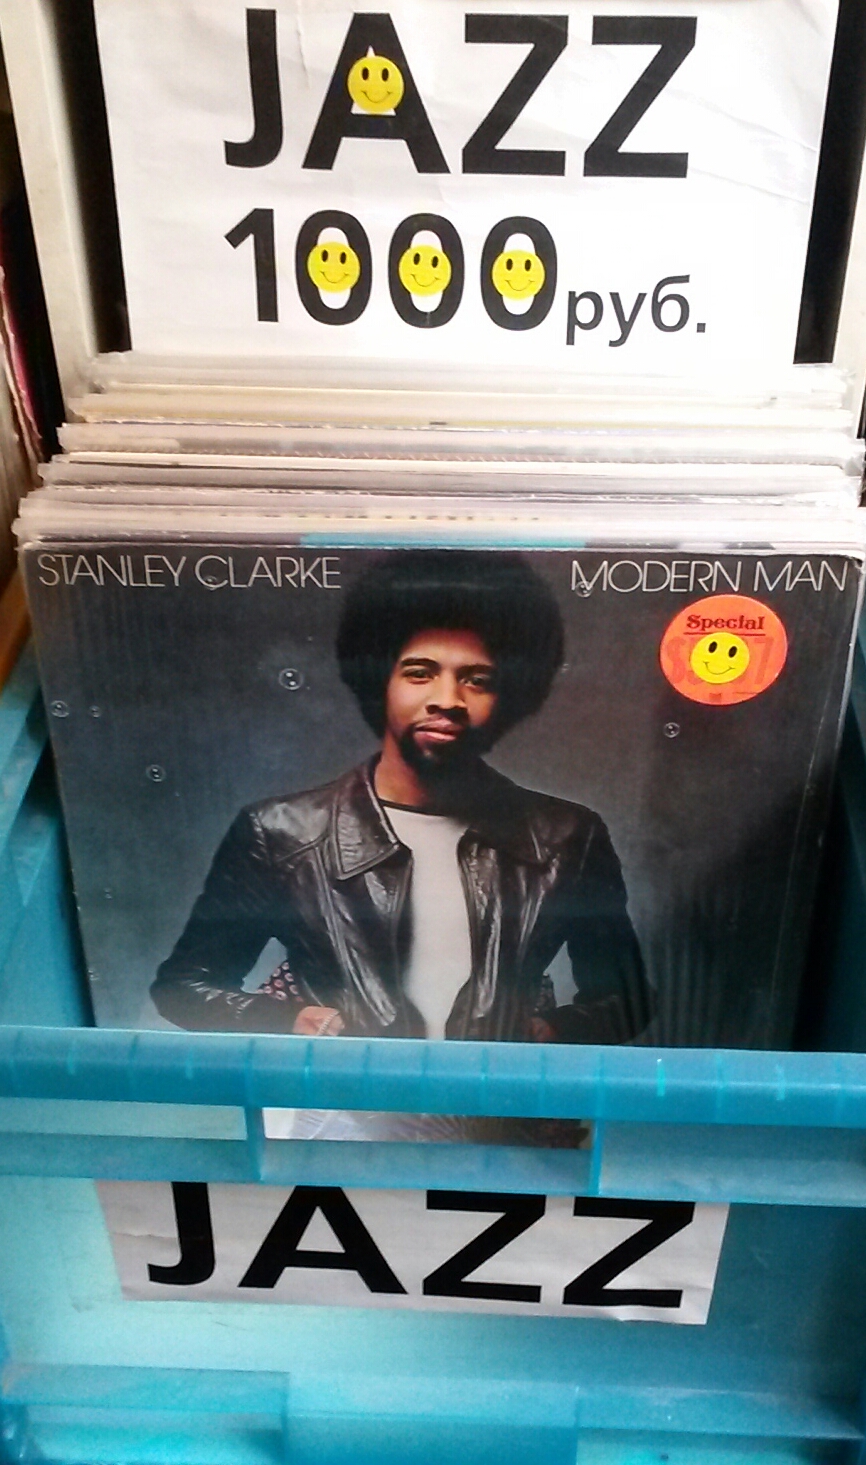 JAZZ
1000 руб.
STANLEY CLARKE
MODERN MAN
Special
JAZZ